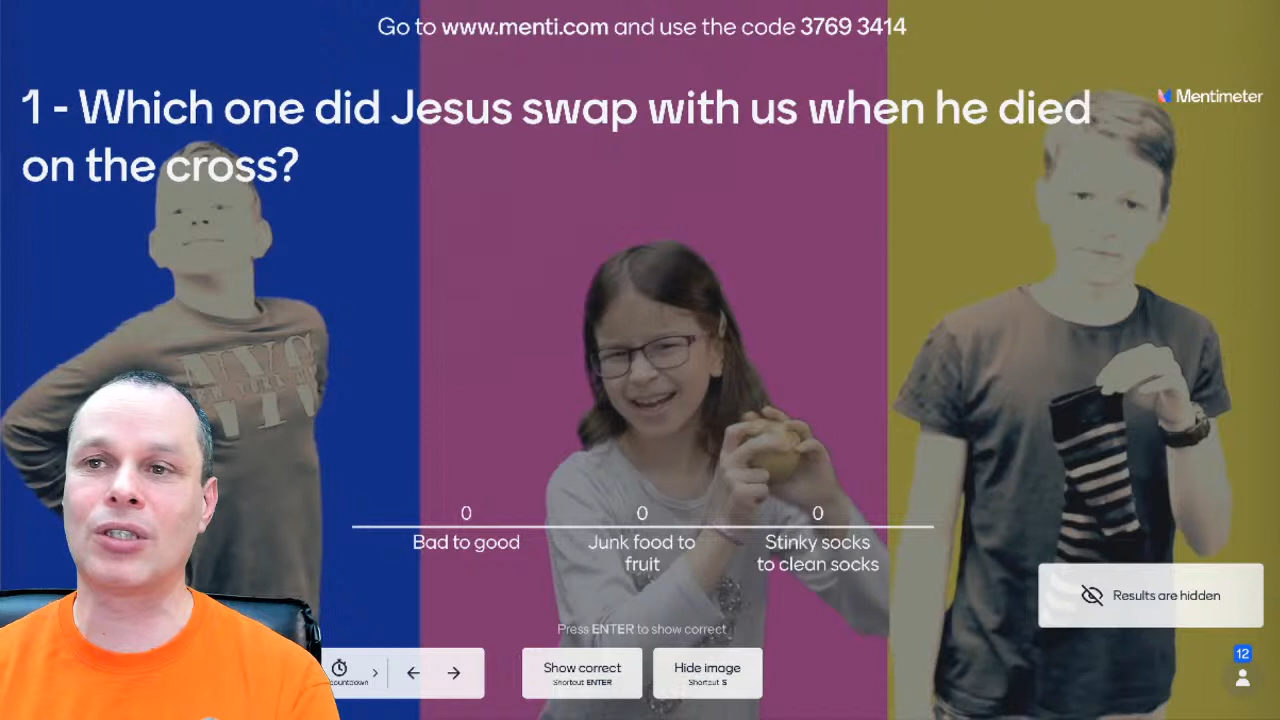 Go to www.menti.com and use the code 3769 3414
Mentimeter
1 - Which one did Jesus swap with us when he died
on the cross?
NYC
0
0
0
Bad to good
Junk food to
fruit
Stinky socks
to clean socks
Results are hidden
Press ENTER to show correct
Show correct
Shortcut ENTER
Hide image
Shortcut S
12